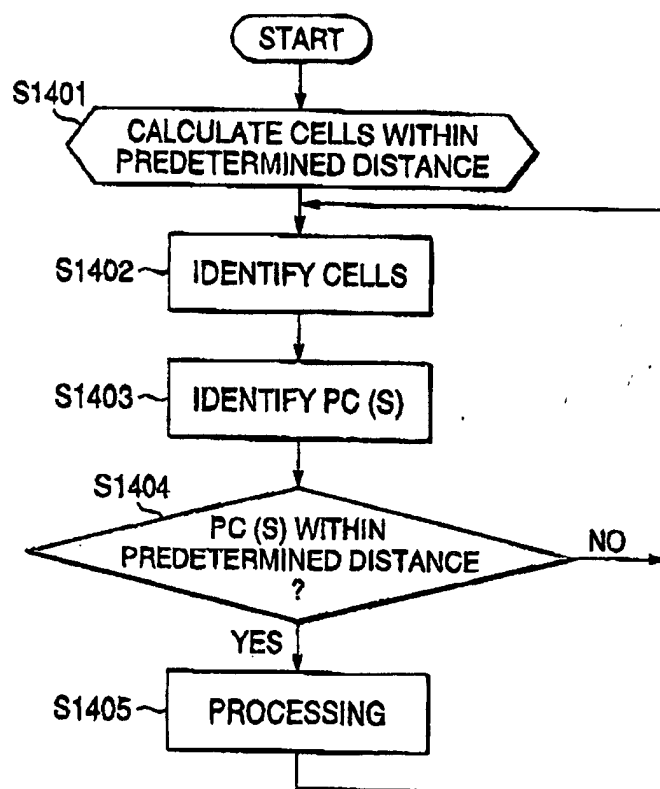 START
S1401
CALCULATE CELLS WITHIN
PREDETERMINED DISTANCE
S1402
IDENTIFY CELLS
S1403
IDENTIFY PC (S)
S1404
PC (S) WITHIN
PREDETERMINED DISTANCE
?
NO
YES
S1405
PROCESSING